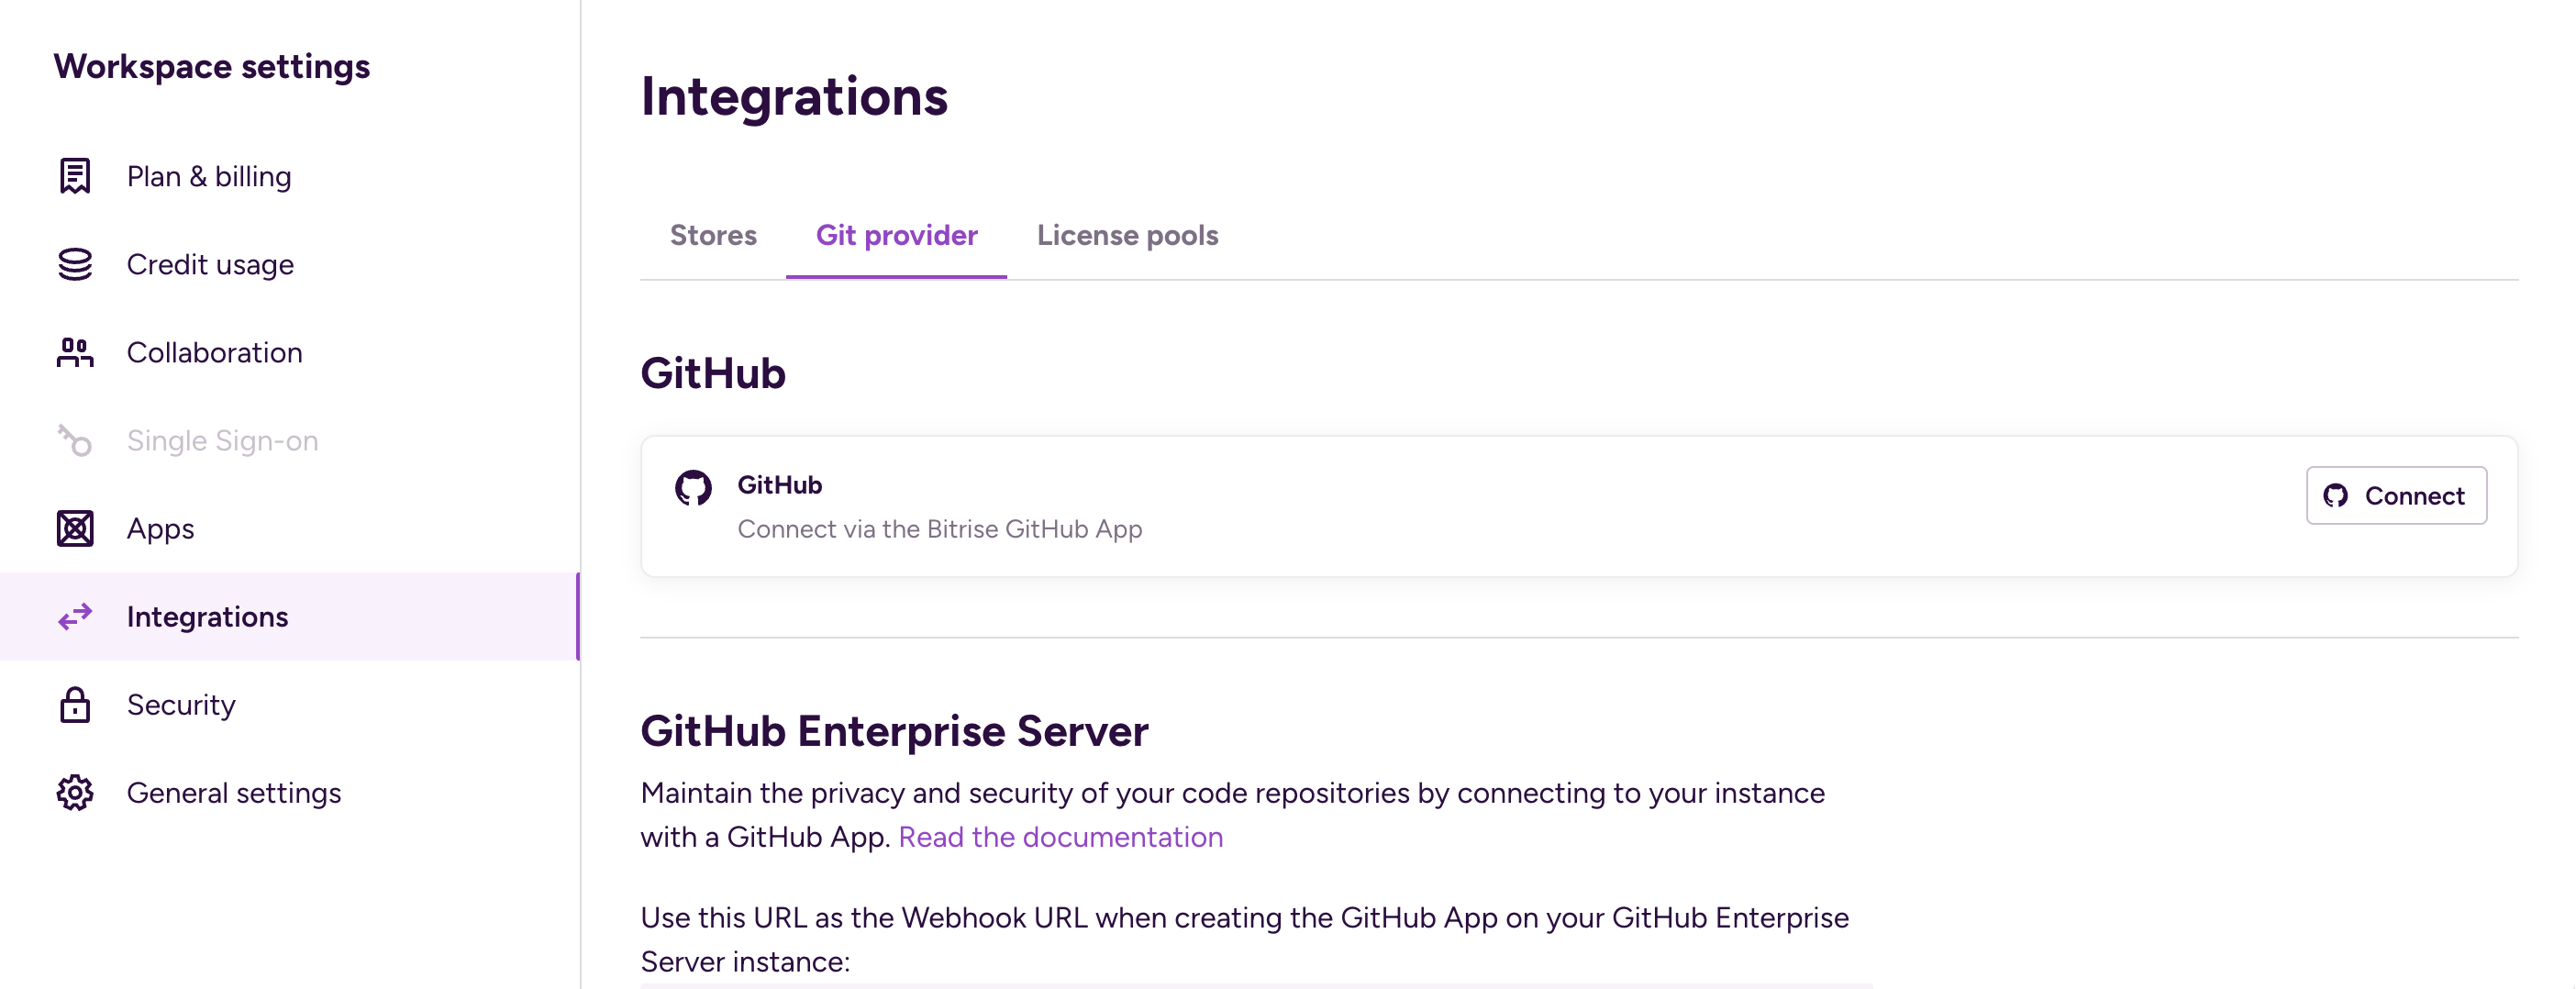 Workspace settings
Plan & billing
Credit usage
Collaboration
Single Sign-on
Apps
Integrations
Security
General settings
Integrations
Stores
Git provider
License pools
GitHub
GitHub
Connect via the Bitrise GitHub App
Connect
GitHub Enterprise Server
Maintain the privacy and security of your code repositories by connecting to your instance
with a GitHub App. Read the documentation
Use this URL as the Webhook URL when creating the GitHub App on your GitHub Enterprise
Server instance: